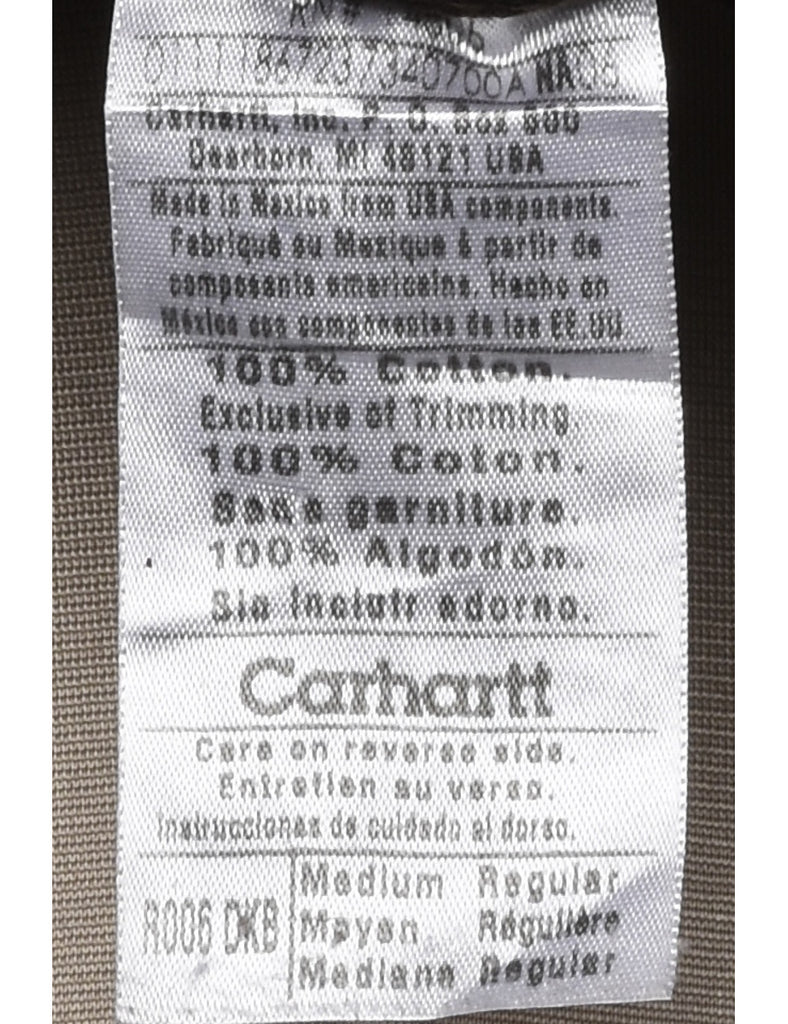 RN#
Carhartt, Inc. P. O. Box 600
Dearborn, MI 48121 USA
Made in Mexico from USA components.
Fabriqué au Mexique à partir de
composants americains. Hecho en
México con componentes de los EE.UU.
100% Cotton.
Exclusive of Trimming.
100% Coton.
Sans garniture.
100% Algodón.
Sin incluir adorno.
Carhartt
Care on reverse side.
Entretien au verso.
Instrucciones de cuidado al dorso.
R006 DKB
Medium Regular
Moyen Régulière
Mediano Regular